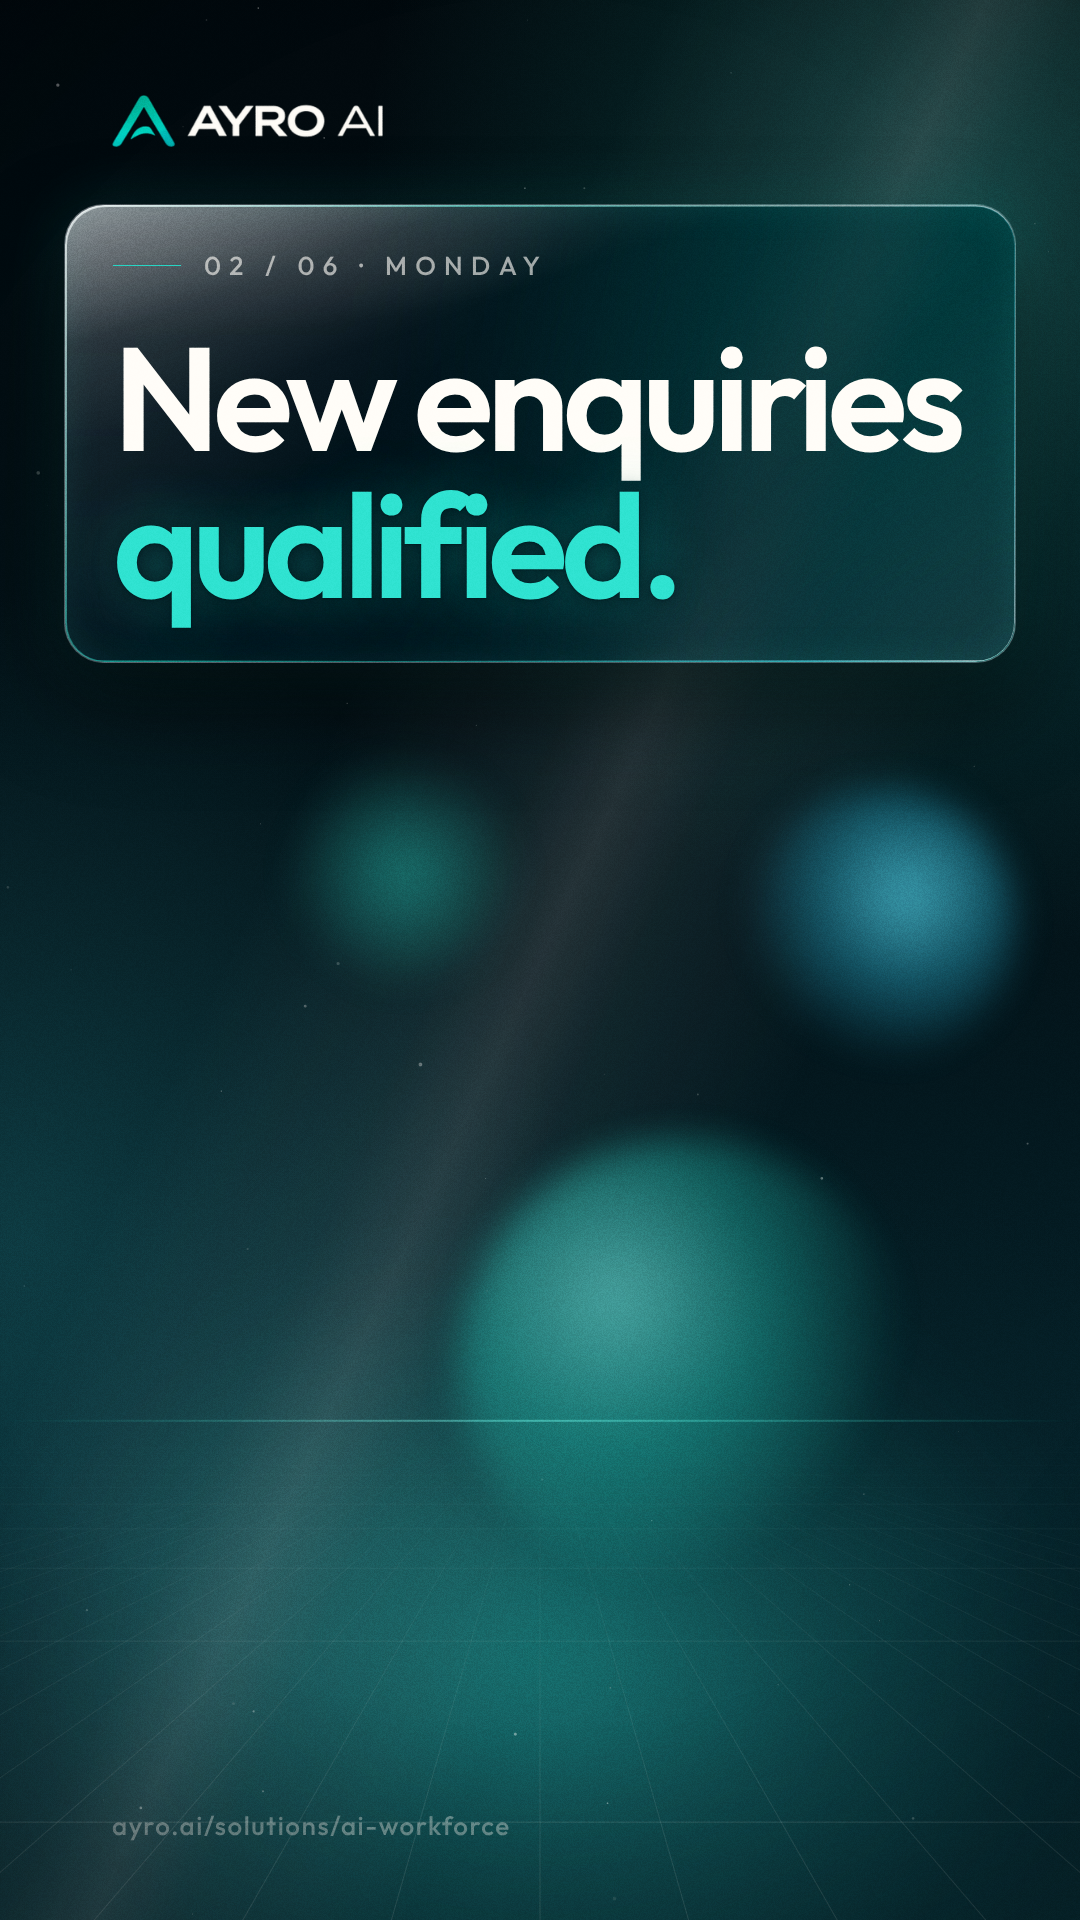 AYRO AI
02 / 06 · MONDAY
New enquiries
qualified.
ayro.ai/solutions/ai-workforce